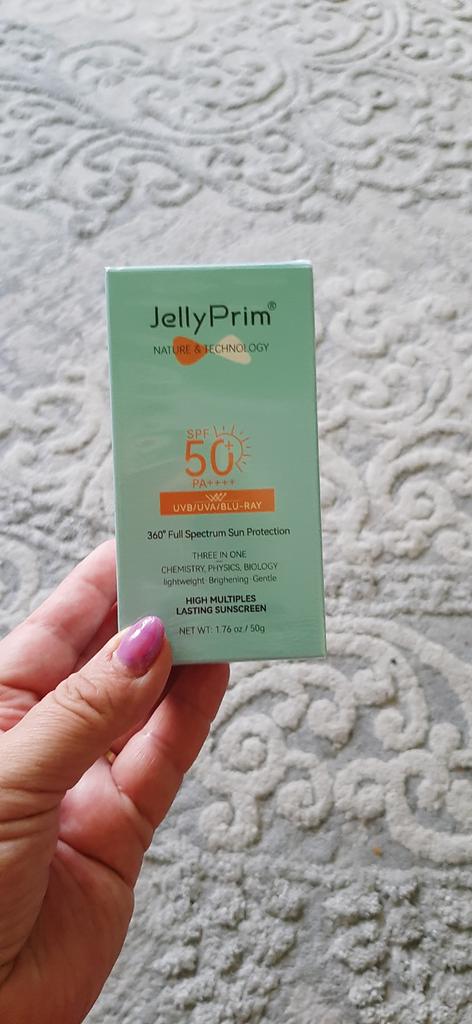 JellyPrim®
NATURE & TECHNOLOGY
SPF
50+
PA++++
UVB/UVA/BLU-RAY
360° Full Spectrum Sun Protection
THREE IN ONE
CHEMISTRY, PHYSICS, BIOLOGY
lightweight· Brighening· Gentle
HIGH MULTIPLES
LASTING SUNSCREEN
NET WT: 1.76 oz / 50g